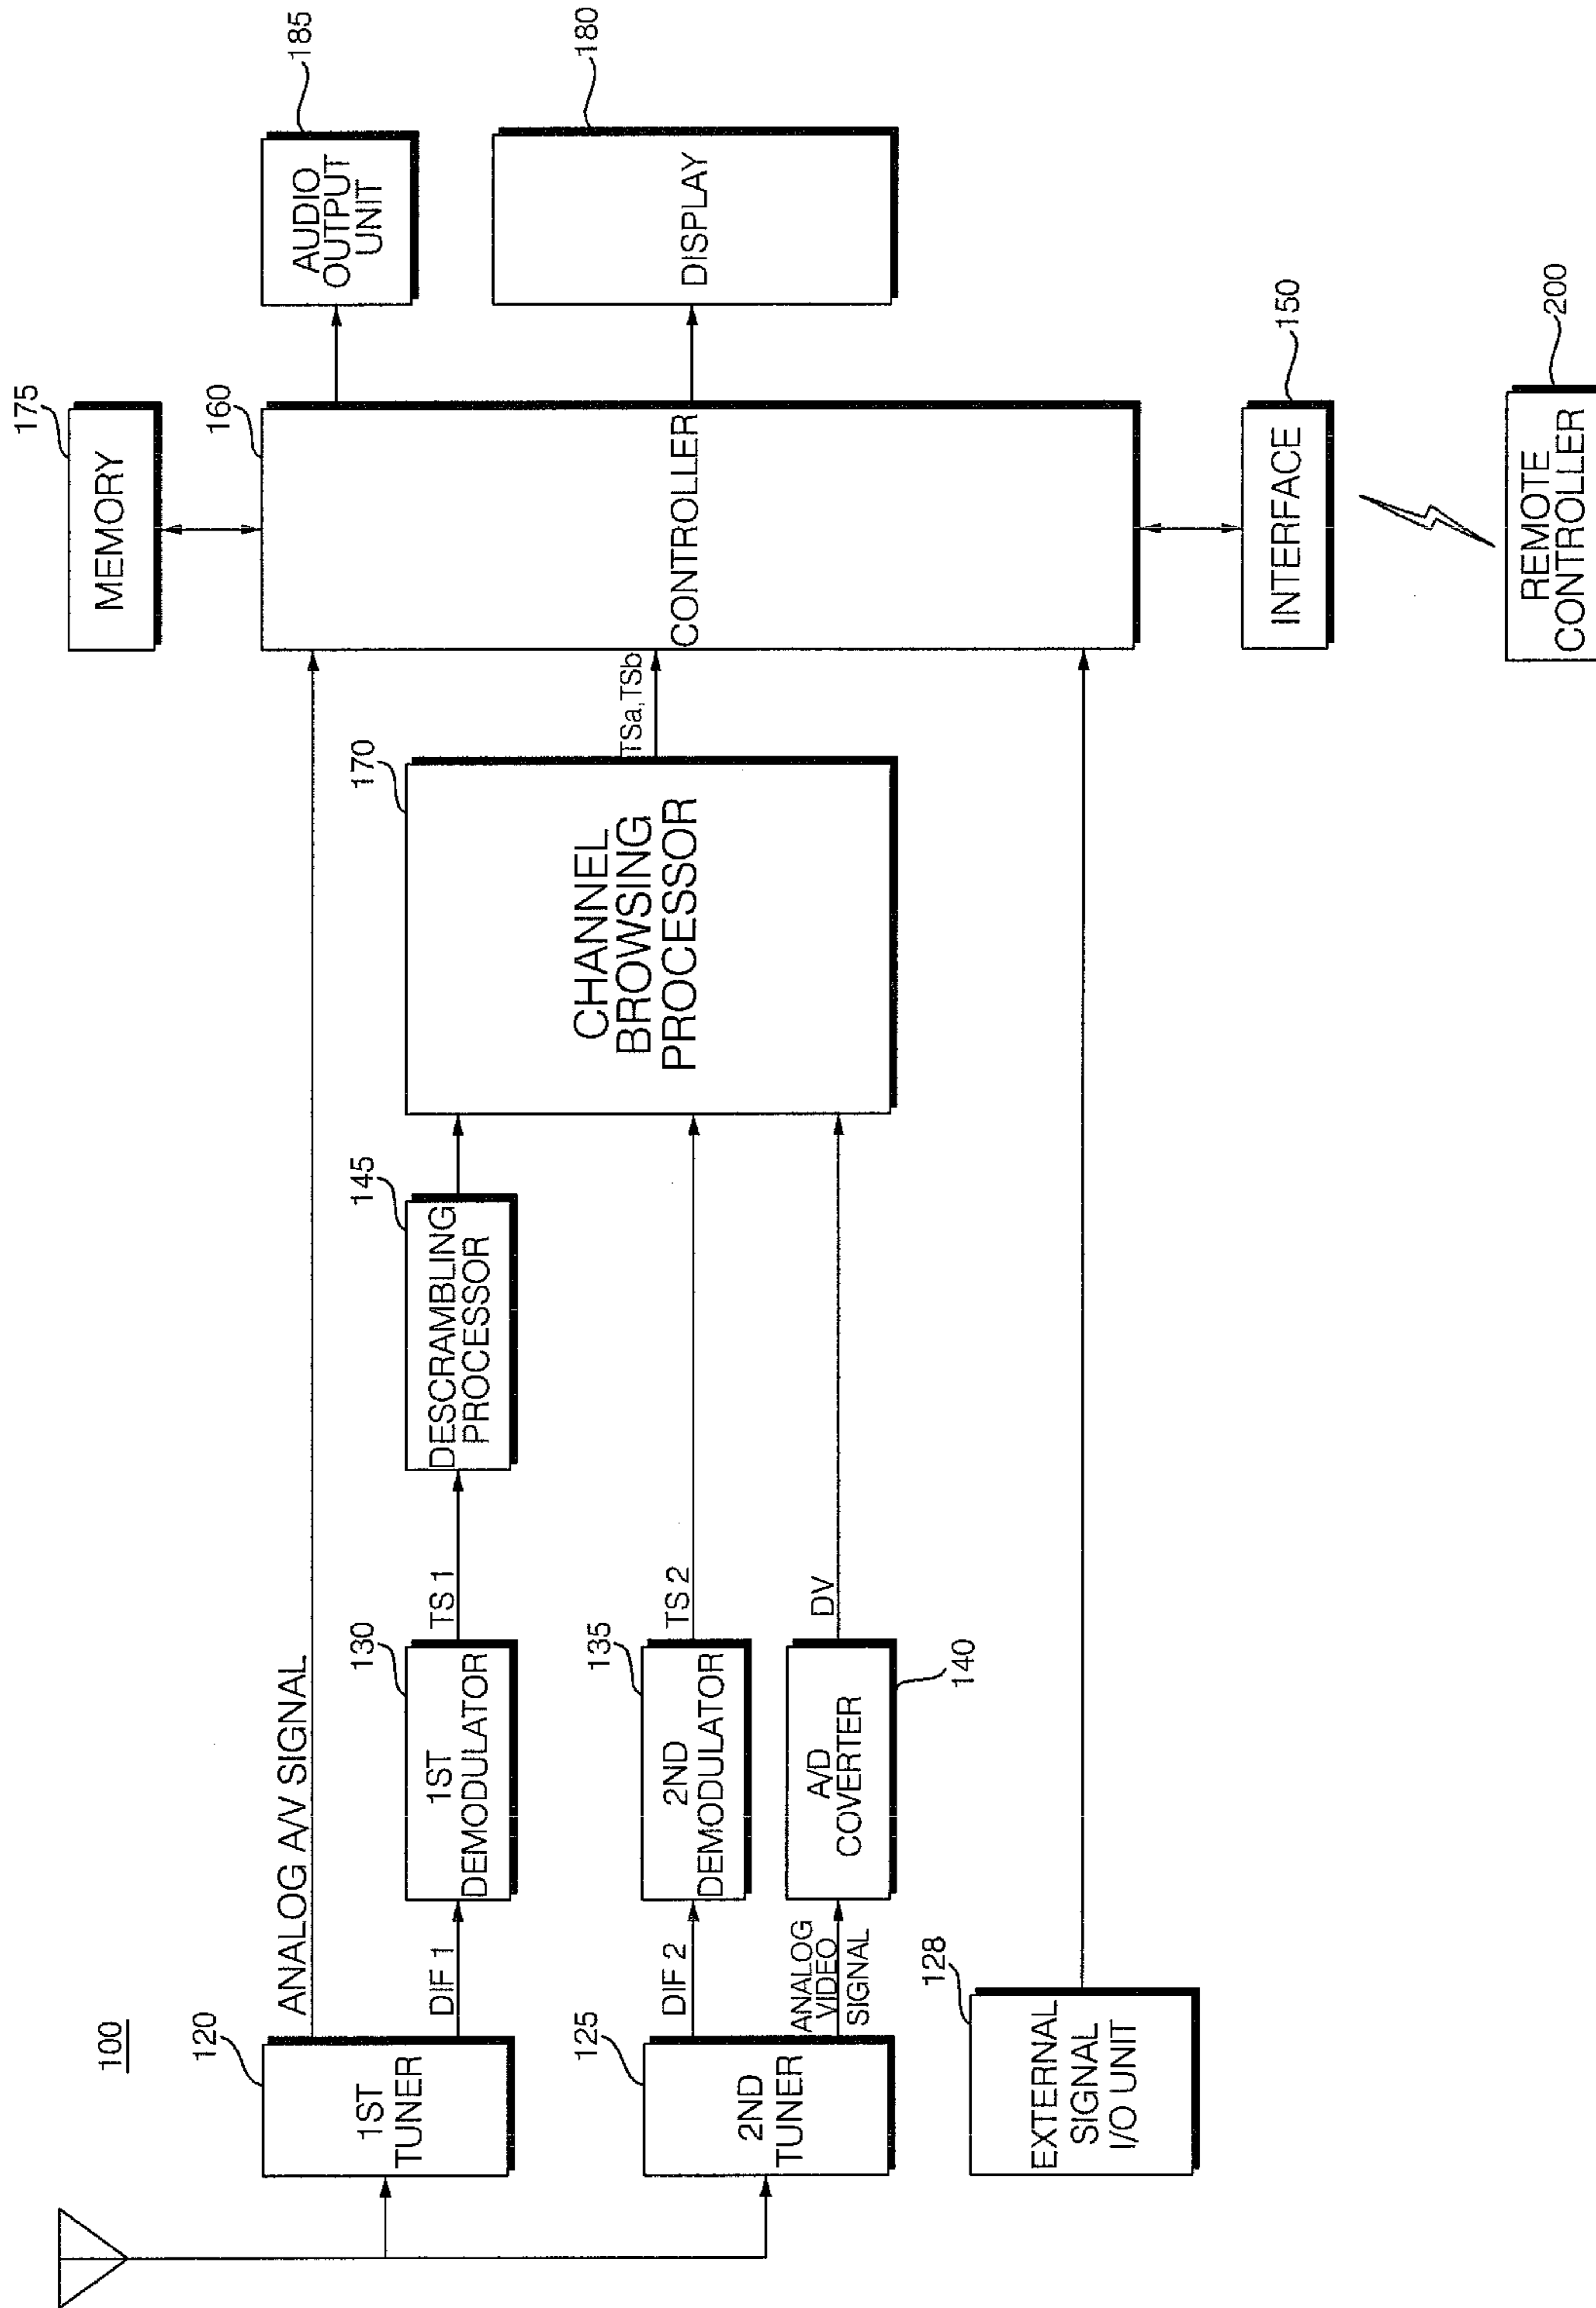 100
120
1ST
TUNER
ANALOG A/V SIGNAL
DIF 1
130
1ST
DEMODULATOR
TS 1
145
DESCRAMBLING
PROCESSOR
125
2ND
TUNER
DIF 2
135
2ND
DEMODULATOR
TS 2
ANALOG
VIDEO
SIGNAL
A/D
COVERTER
140
DV
128
EXTERNAL
SIGNAL
I/O UNIT
170
CHANNEL
BROWSING
PROCESSOR
TSa,TSb
175
MEMORY
160
CONTROLLER
AUDIO
OUTPUT
UNIT
185
DISPLAY
180
INTERFACE
150
REMOTE
CONTROLLER
200